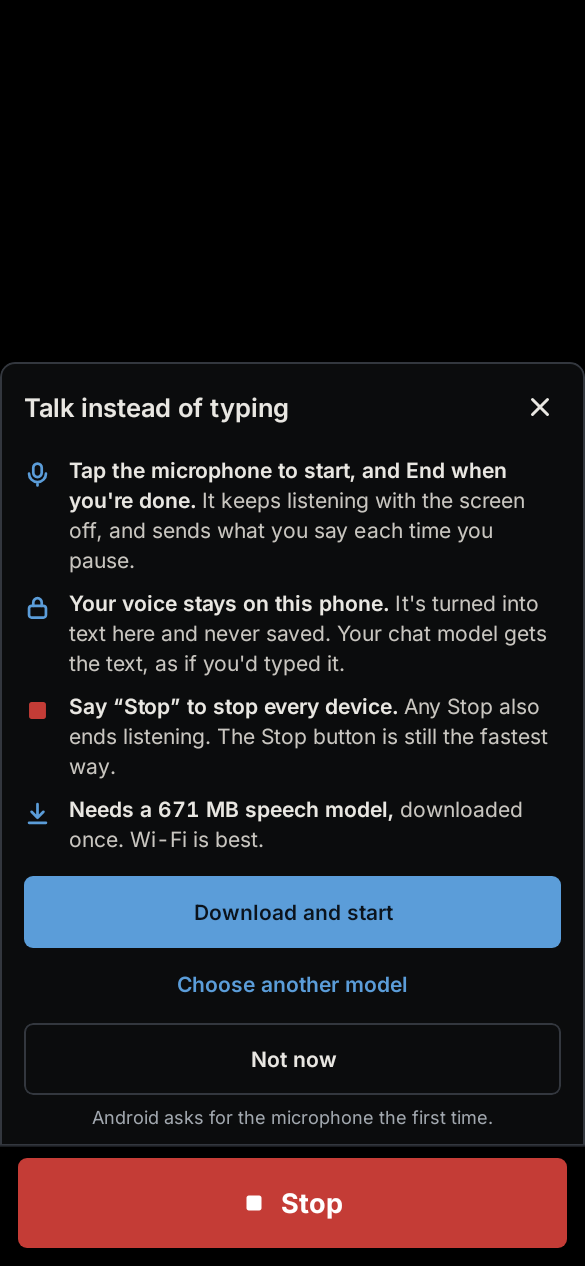 Talk instead of typing
Tap the microphone to start, and End when
you're done. It keeps listening with the screen
off, and sends what you say each time you
pause.
Your voice stays on this phone. It's turned into
text here and never saved. Your chat model gets
the text, as if you'd typed it.
Say “Stop” to stop every device. Any Stop also
ends listening. The Stop button is still the fastest
way.
Needs a 671 MB speech model, downloaded
once. Wi-Fi is best.
Download and start
Choose another model
Not now
Android asks for the microphone the first time.
Stop